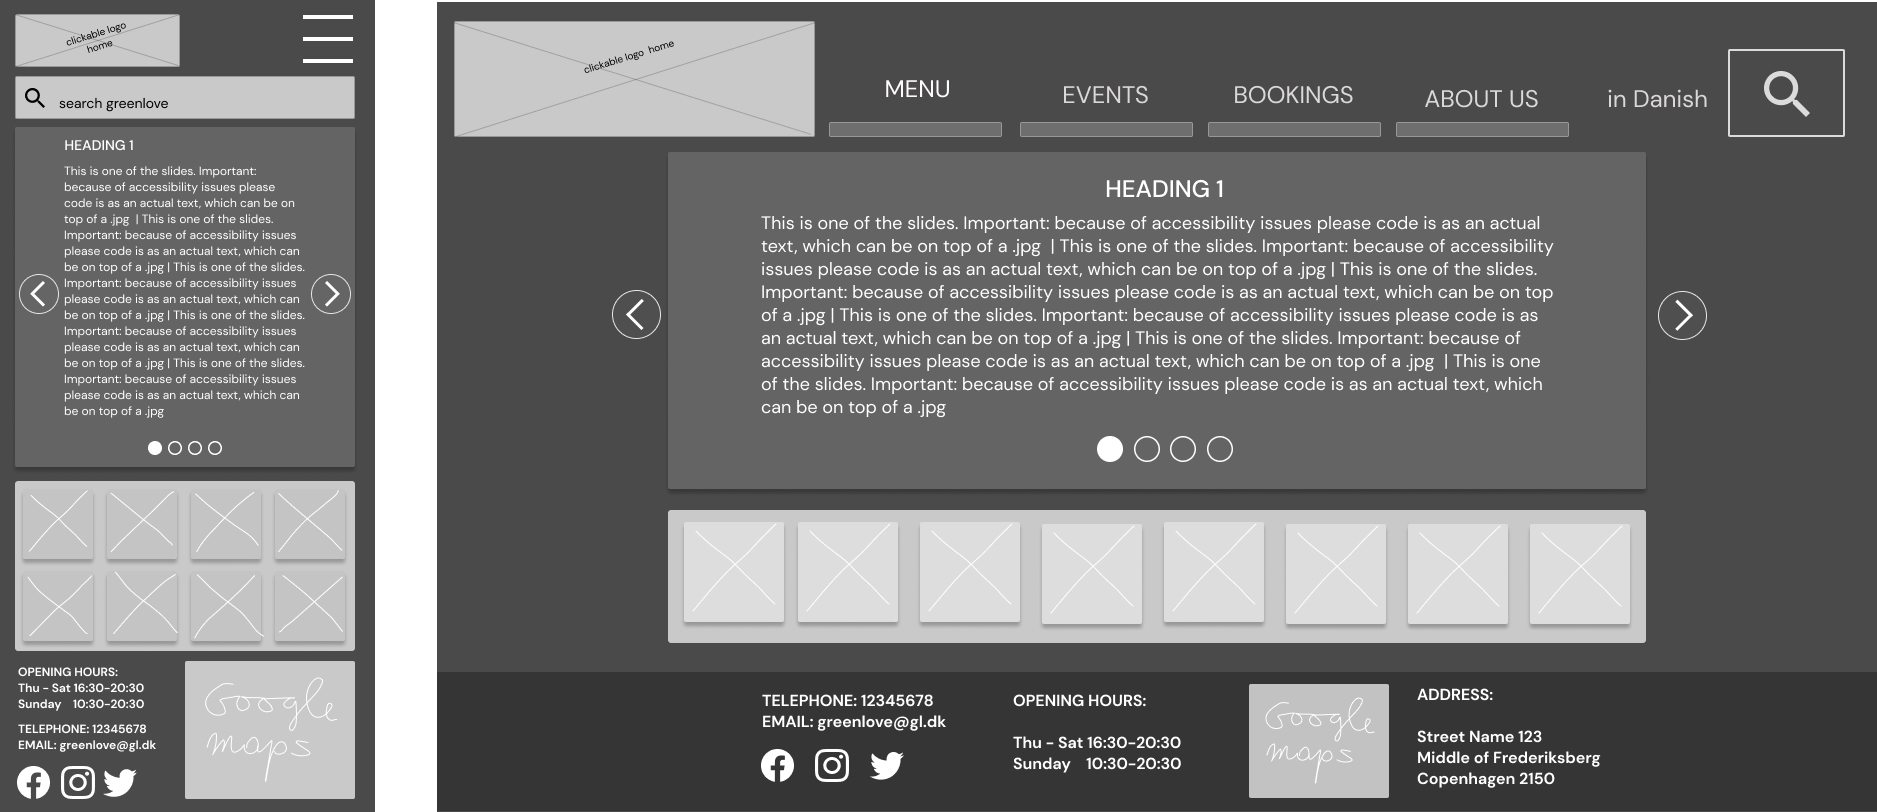 clickable logo
home
search greenlove
HEADING 1
This is one of the slides. Important:
because of accessibility issues please
code is as an actual text, which can be on
top of a .jpg | This is one of the slides.
Important: because of accessibility issues
please code is as an actual text, which can
be on top of a .jpg | This is one of the slides.
Important: because of accessibility issues
please code is as an actual text, which can
be on top of a .jpg | This is one of the slides.
Important: because of accessibility issues
please code is as an actual text, which can
be on top of a .jpg | This is one of the slides.
Important: because of accessibility issues
please code is as an actual text, which can
be on top of a .jpg
OPENING HOURS:
Thu - Sat 16:30-20:30
Sunday 10:30-20:30
TELEPHONE: 12345678
EMAIL: greenlove@gl.dk
Google
maps
clickable logo home
MENU
EVENTS
BOOKINGS
ABOUT US
in Danish
HEADING 1
This is one of the slides. Important: because of accessibility issues please code is as an actual
text, which can be on top of a .jpg | This is one of the slides. Important: because of accessibility
issues please code is as an actual text, which can be on top of a .jpg | This is one of the slides.
Important: because of accessibility issues please code is as an actual text, which can be on top
of a .jpg | This is one of the slides. Important: because of accessibility issues please code is as
an actual text, which can be on top of a .jpg | This is one of the slides. Important: because of
accessibility issues please code is as an actual text, which can be on top of a .jpg | This is one
of the slides. Important: because of accessibility issues please code is as an actual text, which
can be on top of a .jpg
TELEPHONE: 12345678
EMAIL: greenlove@gl.dk
OPENING HOURS:
Thu - Sat 16:30-20:30
Sunday 10:30-20:30
Google
maps
ADDRESS:
Street Name 123
Middle of Frederiksberg
Copenhagen 2150